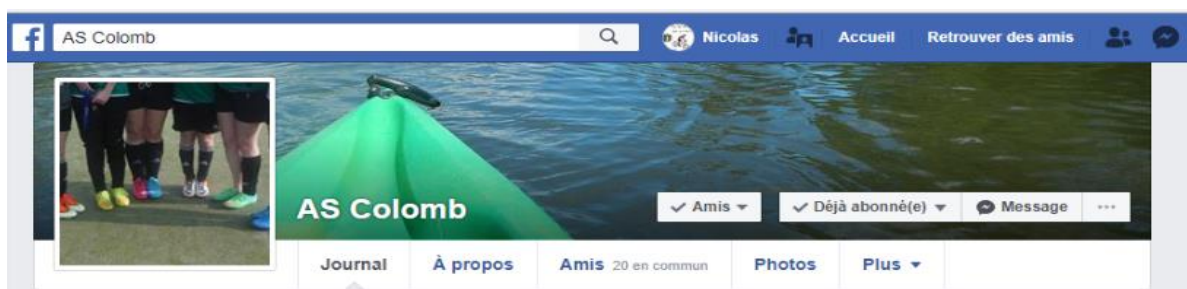 f AS Colomb Nicolas Accueil Retrouver des amis
AS Colomb Amis Déjà abonné(e) Message ...
Journal À propos Amis 20 en commun Photos Plus